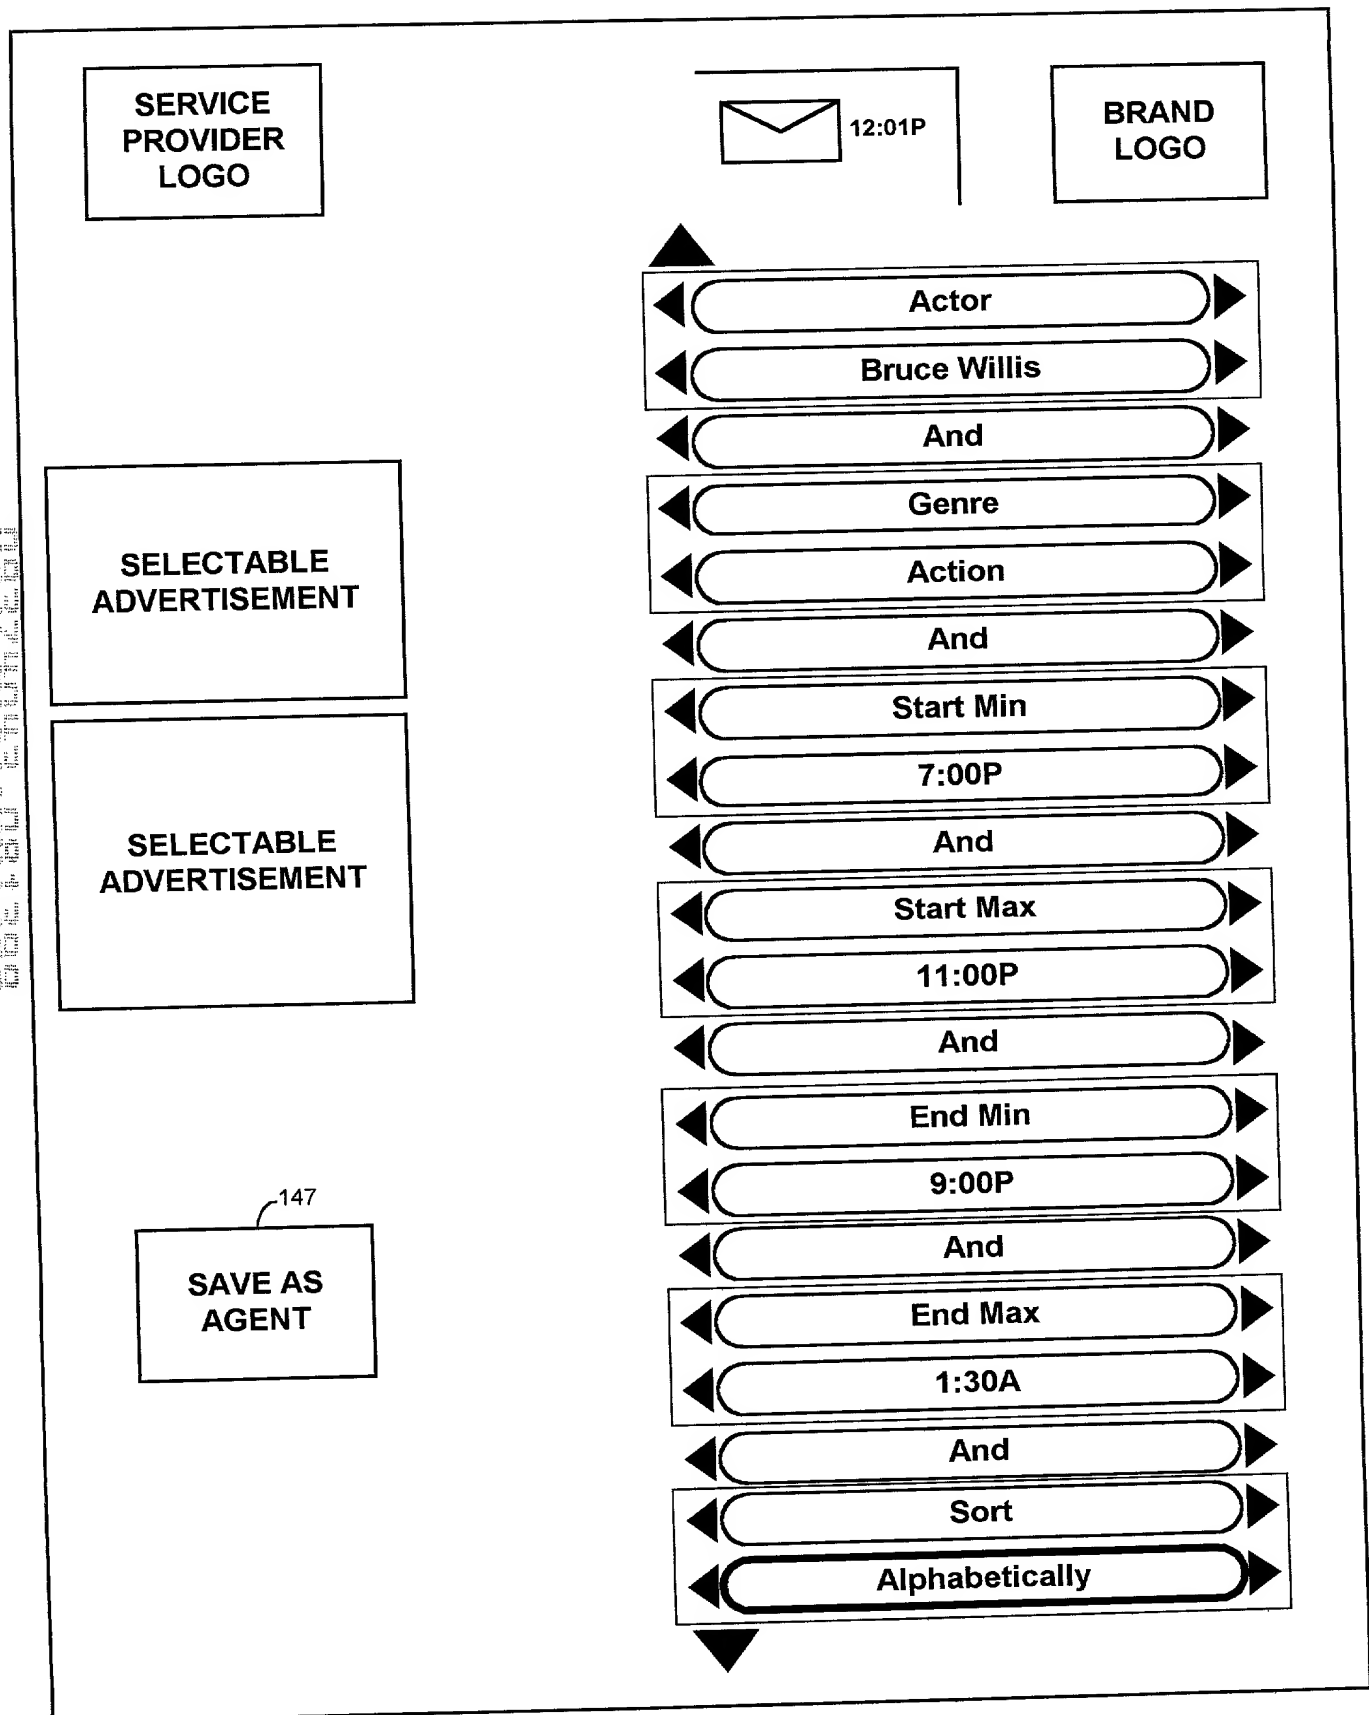 SERVICE
PROVIDER
LOGO
12:01P
BRAND
LOGO
Actor
Bruce Willis
And
Genre
Action
And
Start Min
7:00P
And
Start Max
11:00P
And
End Min
9:00P
And
End Max
1:30A
And
Sort
Alphabetically
SELECTABLE
ADVERTISEMENT
SELECTABLE
ADVERTISEMENT
147
SAVE AS
AGENT